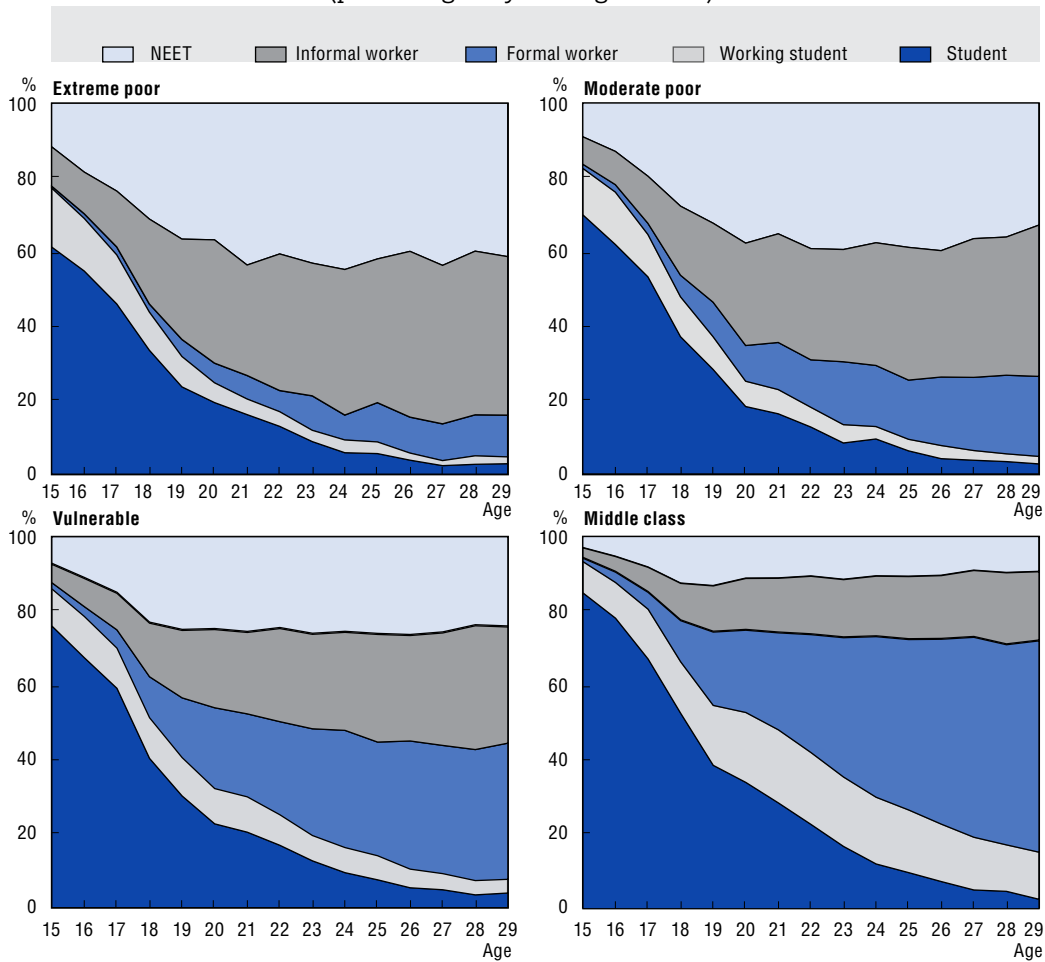 NEET Informal worker Formal worker Working student Student
% Extreme poor
100
80
60
40
20
0
15 16 17 18 19 20 21 22 23 24 25 26 27 28 29
Age
% Moderate poor
100
80
60
40
20
0
15 16 17 18 19 20 21 22 23 24 25 26 27 28 29
Age
% Vulnerable
100
80
60
40
20
0
15 16 17 18 19 20 21 22 23 24 25 26 27 28 29
Age
% Middle class
100
80
60
40
20
0
15 16 17 18 19 20 21 22 23 24 25 26 27 28 29
Age